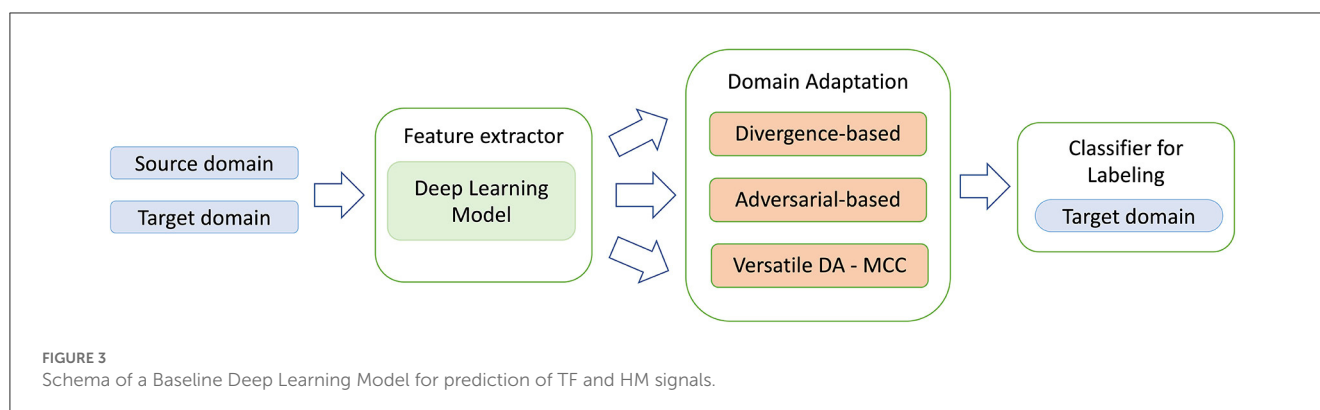 Source domain
Target domain
Feature extractor
Deep Learning
Model
Domain Adaptation
Divergence-based
Adversarial-based
Versatile DA - MCC
Classifier for
Labeling
Target domain
FIGURE 3
Schema of a Baseline Deep Learning Model for prediction of TF and HM signals.